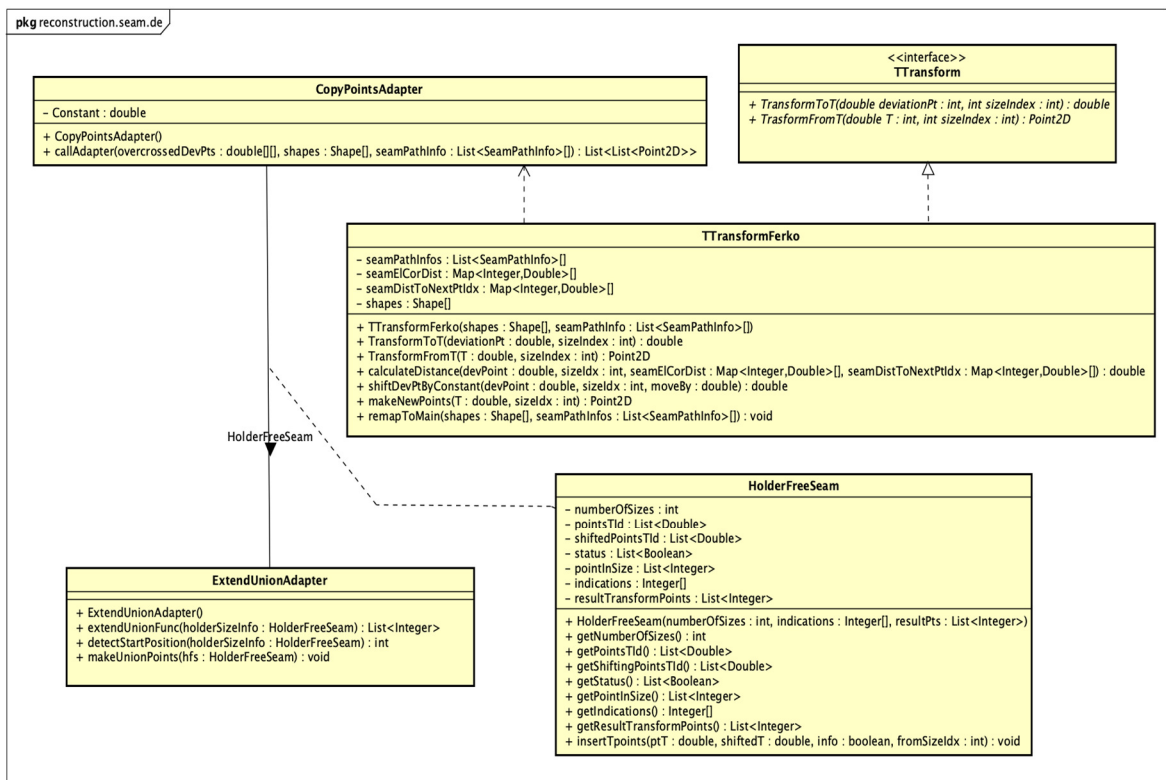 pkg reconstruction.seam.de
CopyPointsAdapter
- Constant : double
+ CopyPointsAdapter()
+ callAdapter(overcrossedDevPts : double[][], shapes : Shape[], seamPathInfo : List<SeamPathInfo>[]) : List<List<Point2D>>
<<interface>>
TTransform
+ TransformToT(double deviationPt : int, int sizeIndex : int) : double
+ TrasformFromT(double T : int, int sizeIndex : int) : Point2D
TTransformFerko
- seamPathInfos : List<SeamPathInfo>[]
- seamElCorDist : Map<Integer,Double>[]
- seamDistToNextPtIdx : Map<Integer,Double>[]
- shapes : Shape[]
+ TTransformFerko(shapes : Shape[], seamPathInfo : List<SeamPathInfo>[])
+ TransformToT(deviationPt : double, sizeIndex : int) : double
+ TransformFromT(T : double, sizeIndex : int) : Point2D
+ calculateDistance(devPoint : double, sizeIdx : int, seamElCorDist : Map<Integer,Double>[], seamDistToNextPtIdx : Map<Integer,Double>[]) : double
+ shiftDevPtByConstant(devPoint : double, sizeIdx : int, moveBy : double) : double
+ makeNewPoints(T : double, sizeIdx : int) : Point2D
+ remapToMain(shapes : Shape[], seamPathInfos : List<SeamPathInfo>[]) : void
HolderFreeSeam
HolderFreeSeam
- numberOfSizes : int
- pointsTId : List<Double>
- shiftedPointsTId : List<Double>
- status : List<Boolean>
- pointInSize : List<Integer>
- indications : Integer[]
- resultTransformPoints : List<Integer>
+ HolderFreeSeam(numberOfSizes : int, indications : Integer[], resultPts : List<Integer>)
+ getNumberOfSizes() : int
+ getPointsTId() : List<Double>
+ getShiftingPointsTId() : List<Double>
+ getStatus() : List<Boolean>
+ getPointInSize() : List<Integer>
+ getIndications() : Integer[]
+ getResultTransformPoints() : List<Integer>
+ insertTpoints(ptT : double, shiftedT : double, info : boolean, fromSizeIdx : int) : void
ExtendUnionAdapter
+ ExtendUnionAdapter()
+ extendUnionFunc(holderSizeInfo : HolderFreeSeam) : List<Integer>
+ detectStartPosition(holderSizeInfo : HolderFreeSeam) : int
+ makeUnionPoints(hfs : HolderFreeSeam) : void